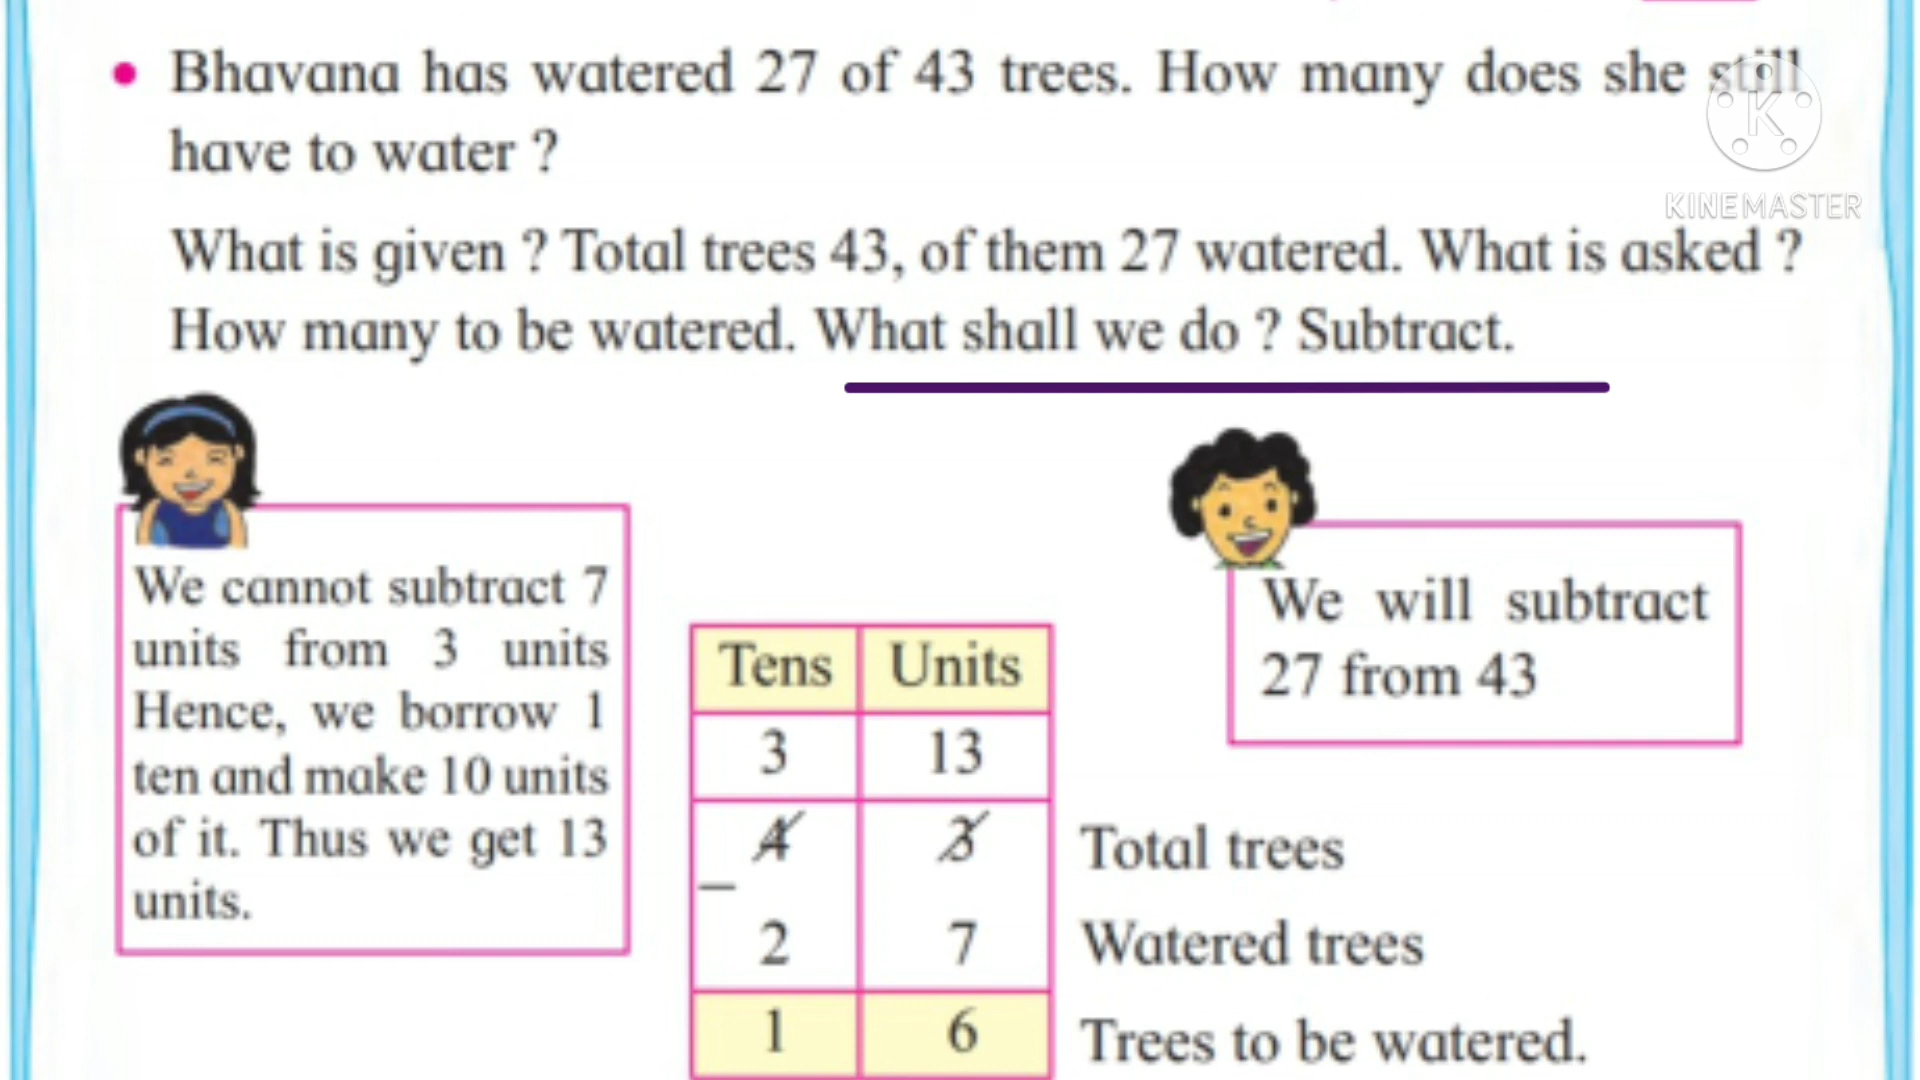 • Bhavana has watered 27 of 43 trees. How many does she still
have to water ?
What is given ? Total trees 43, of them 27 watered. What is asked ?
How many to be watered. What shall we do ? Subtract.
KINEMASTER
We cannot subtract 7
units from 3 units
Hence, we borrow 1
ten and make 10 units
of it. Thus we get 13
units.
We will subtract
27 from 43
Tens Units
3 13
4 3 Total trees
–
2 7 Watered trees
1 6 Trees to be watered.